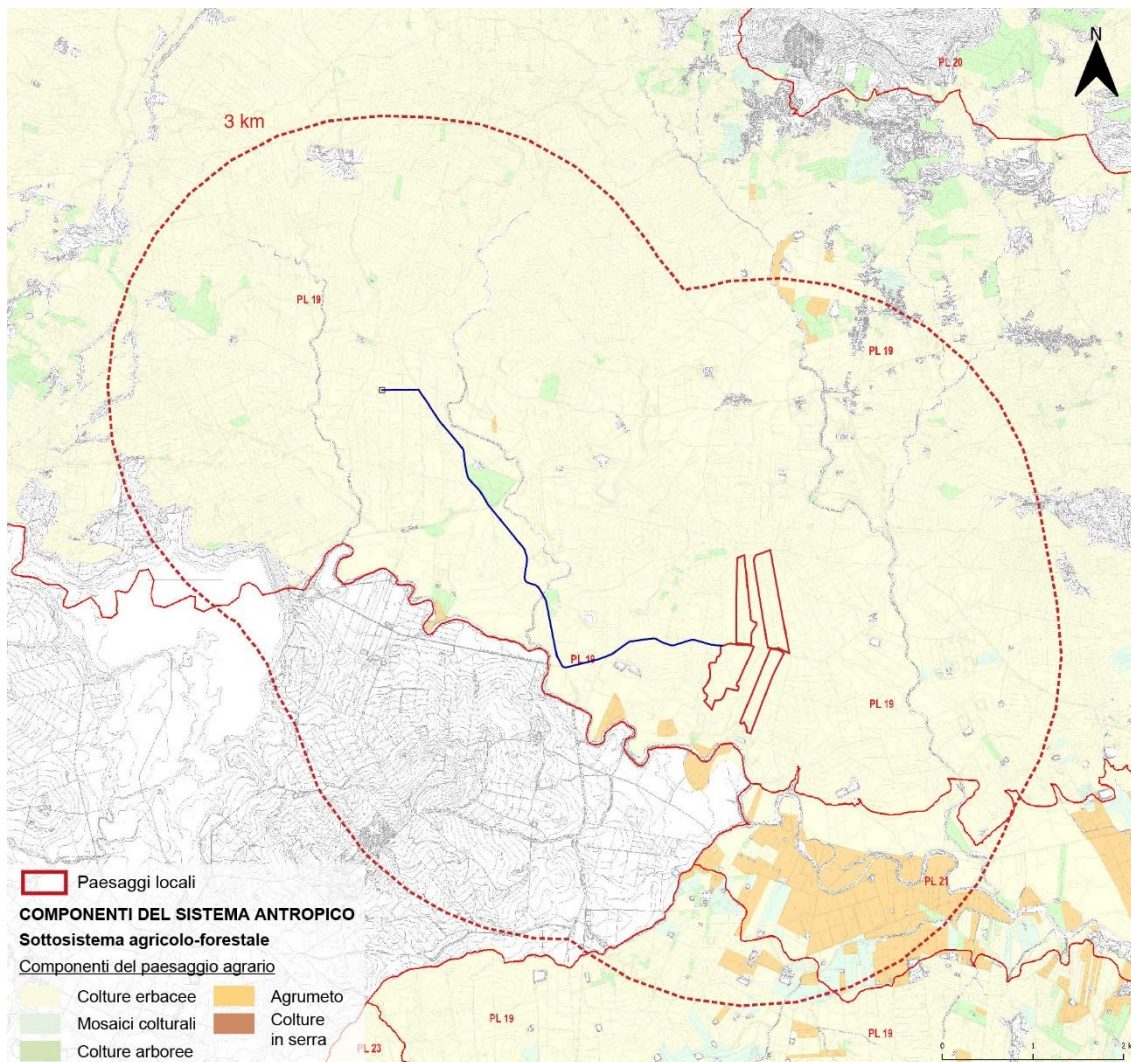 N
PL 20
3 km
PL 19
PL 19
PL 19
PL 19
PL 21
Paesaggi locali
COMPONENTI DEL SISTEMA ANTROPICO
Sottosistema agricolo-forestale
Componenti del paesaggio agrario
Colture erbacee
Agrumeto
Mosaici colturali
Colture in serra
Colture arboree
PL 19
PL 19
PL 23
0 1 2 k